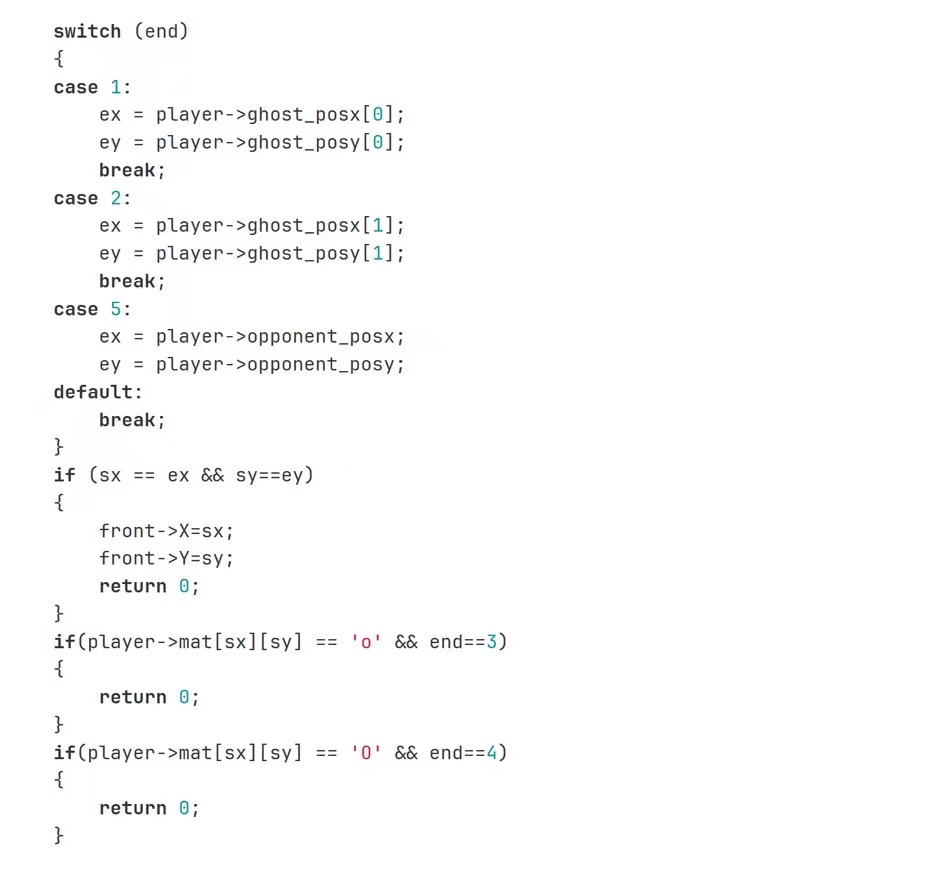 switch (end)
{
case 1:
    ex = player->ghost_posx[0];
    ey = player->ghost_posy[0];
    break;
case 2:
    ex = player->ghost_posx[1];
    ey = player->ghost_posy[1];
    break;
case 5:
    ex = player->opponent_posx;
    ey = player->opponent_posy;
default:
    break;
}
if (sx == ex && sy==ey)
{
    front->X=sx;
    front->Y=sy;
    return 0;
}
if(player->mat[sx][sy] == 'o' && end==3)
{
    return 0;
}
if(player->mat[sx][sy] == 'O' && end==4)
{
    return 0;
}